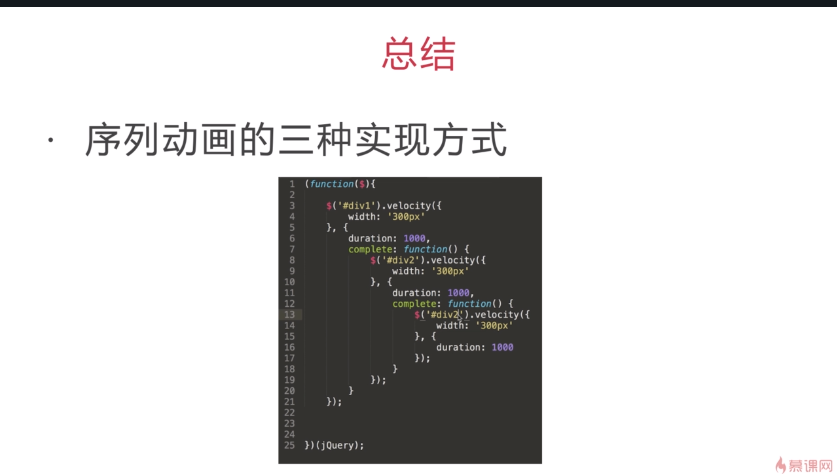 总结
· 序列动画的三种实现方式
1 (function($){
2
3 $('#div1').velocity({
4 width: '300px'
5 }, {
6 duration: 1000,
7 complete: function() {
8 $('#div2').velocity({
9 width: '300px'
10 }, {
11 duration: 1000,
12 complete: function() {
13 $('#div2').velocity({
14 width: '300px'
15 }, {
16 duration: 1000
17 });
18 }
19 });
20 }
21 });
22
23
24
25 })(jQuery);
慕课网